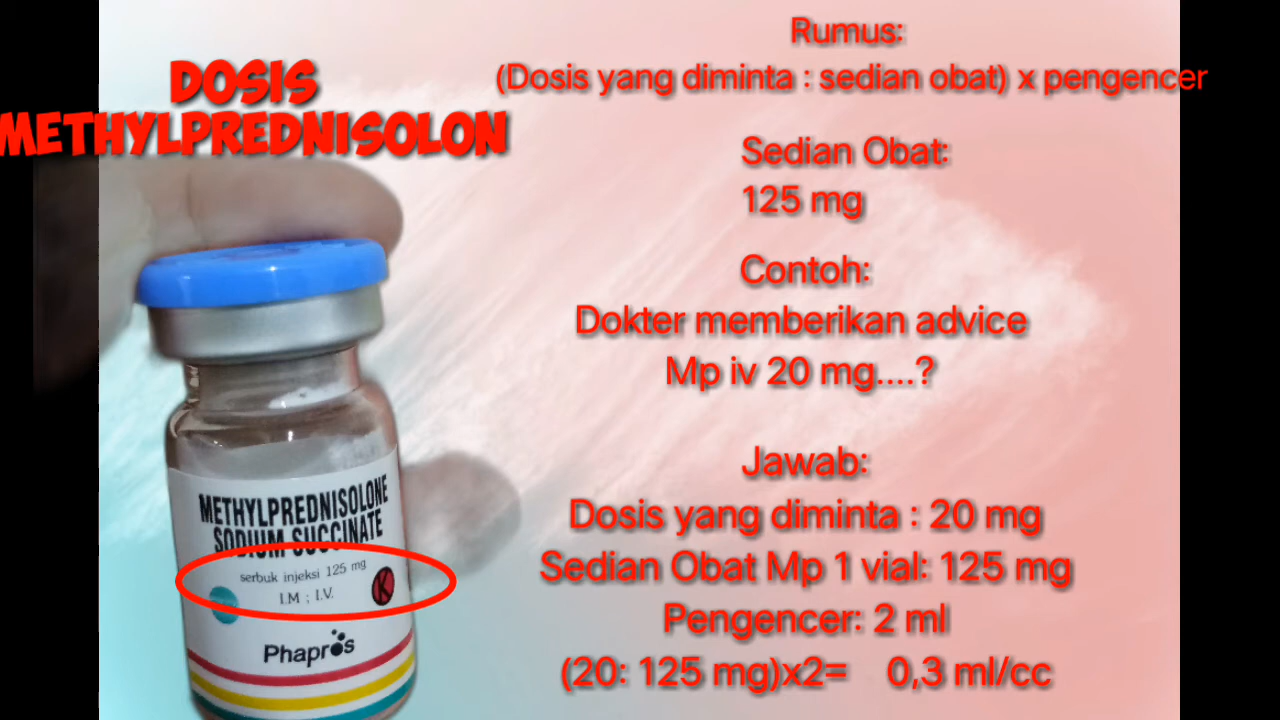 DOSIS
METHYLPREDNISOLON
Rumus:
(Dosis yang diminta : sedian obat) x pengencer
Sedian Obat:
125 mg
Contoh:
Dokter memberikan advice
Mp iv 20 mg....?
Jawab:
Dosis yang diminta : 20 mg
Sedian Obat Mp 1 vial: 125 mg
Pengencer: 2 ml
(20: 125 mg)x2= 0,3 ml/cc
METHYLPREDNISOLONE
SODIUM SUCCINATE
serbuk injeksi 125 mg
I.M ; I.V.
K
Phapros